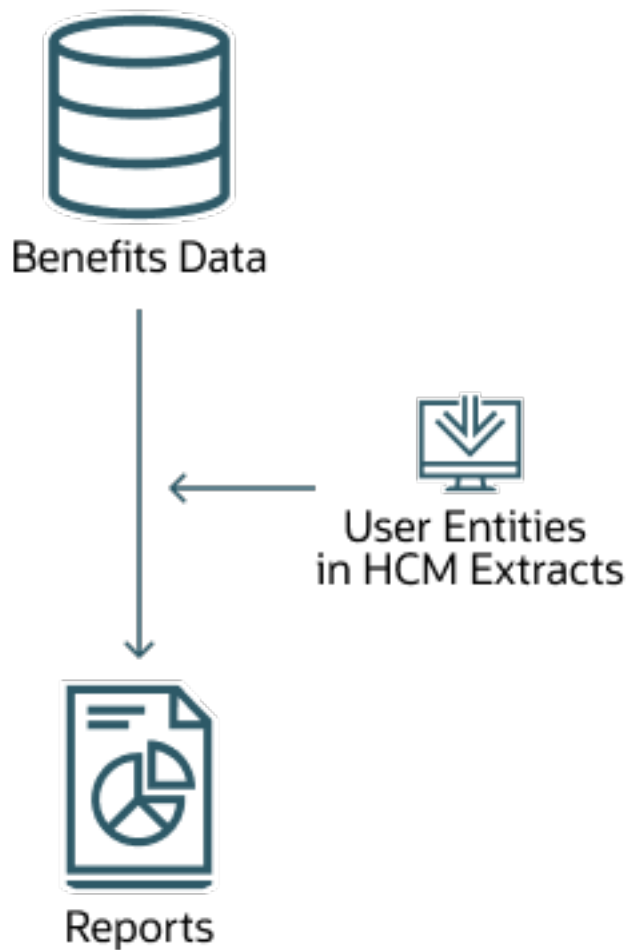 Benefits Data
User Entities
in HCM Extracts
Reports